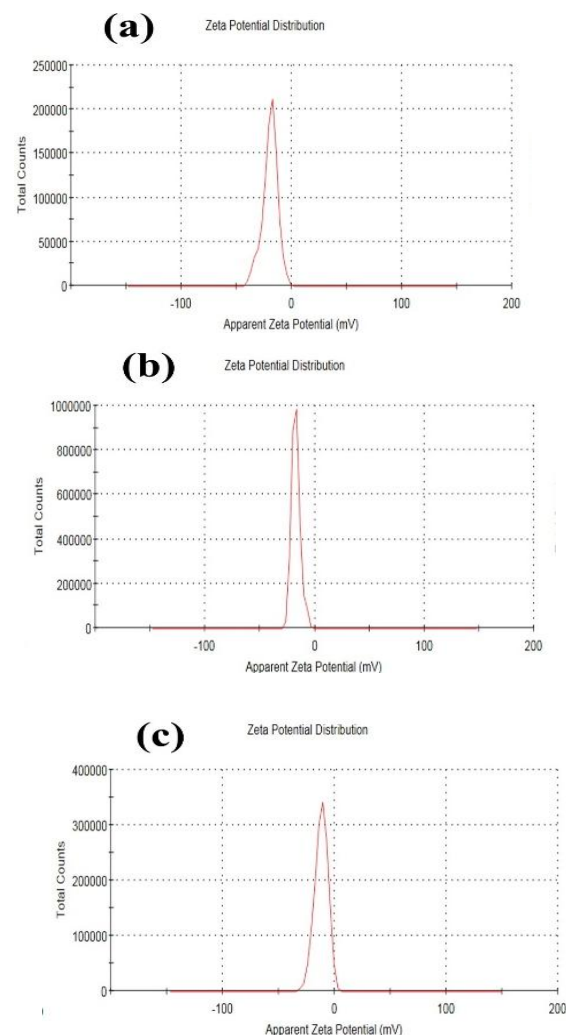 (a)
Zeta Potential Distribution
250000
200000
150000
100000
50000
0
Total Counts
-100 0 100 200
Apparent Zeta Potential (mV)
(b)
Zeta Potential Distribution
1000000
800000
600000
400000
200000
0
Total Counts
-100 0 100 200
Apparent Zeta Potential (mV)
(c)
Zeta Potential Distribution
400000
300000
200000
100000
0
Total Counts
-100 0 100 200
Apparent Zeta Potential (mV)